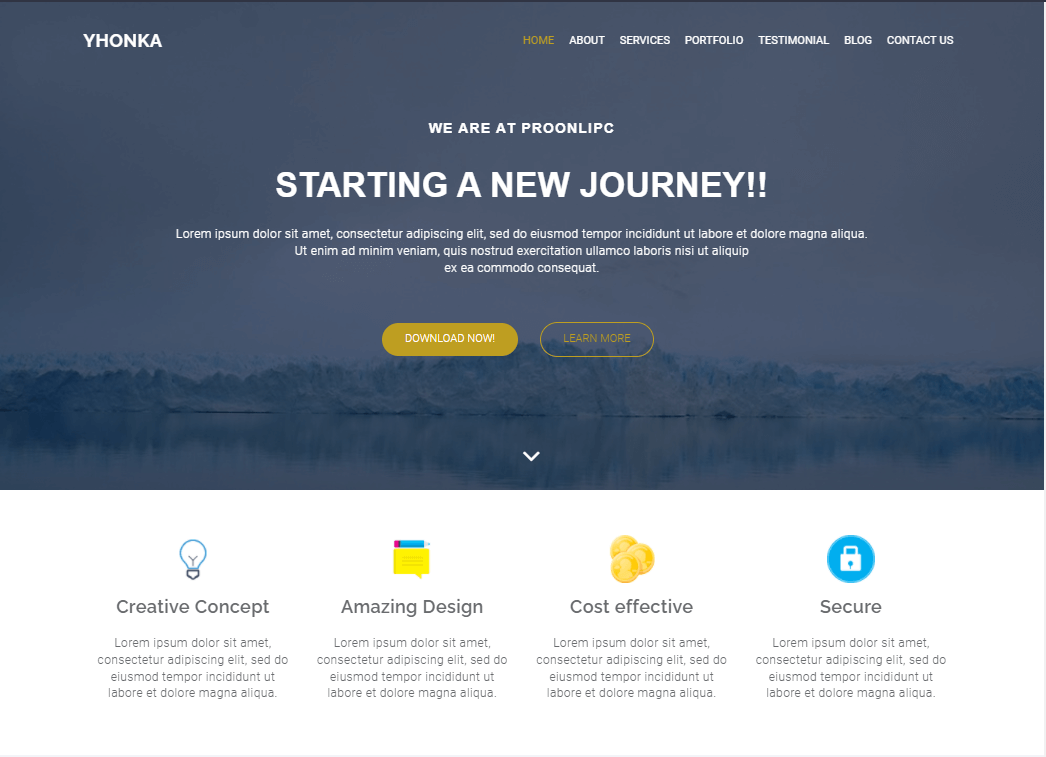 YHONKA
HOME ABOUT SERVICES PORTFOLIO TESTIMONIAL BLOG CONTACT US
WE ARE AT PROONLIPC
STARTING A NEW JOURNEY!!
Lorem ipsum dolor sit amet, consectetur adipiscing elit, sed do eiusmod tempor incididunt ut labore et dolore magna aliqua.
Ut enim ad minim veniam, quis nostrud exercitation ullamco laboris nisi ut aliquip
ex ea commodo consequat.
DOWNLOAD NOW!
LEARN MORE
Creative Concept
Lorem ipsum dolor sit amet,
consectetur adipiscing elit, sed do
eiusmod tempor incididunt ut
labore et dolore magna aliqua.
Amazing Design
Lorem ipsum dolor sit amet,
consectetur adipiscing elit, sed do
eiusmod tempor incididunt ut
labore et dolore magna aliqua.
Cost effective
Lorem ipsum dolor sit amet,
consectetur adipiscing elit, sed do
eiusmod tempor incididunt ut
labore et dolore magna aliqua.
Secure
Lorem ipsum dolor sit amet,
consectetur adipiscing elit, sed do
eiusmod tempor incididunt ut
labore et dolore magna aliqua.